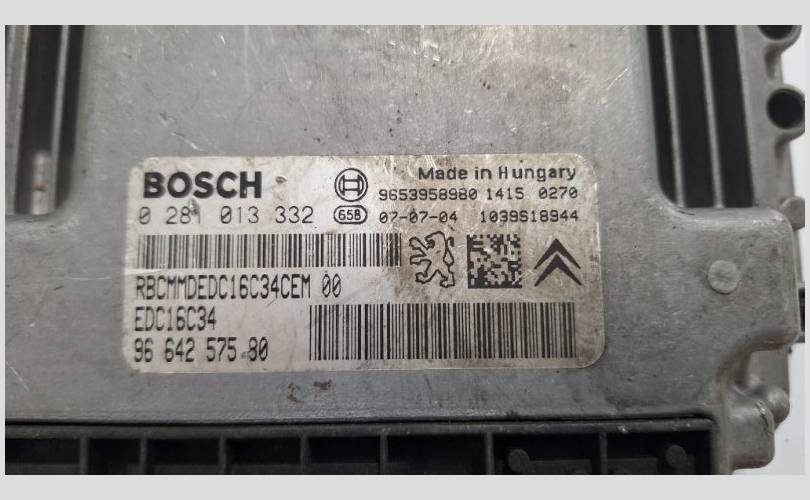 BOSCH
Made in Hungary
9653958980 1415 0270
0 281 013 332 658 07-07-04 1039S18944
RBCMMDEDC16C34CEM 00
EDC16C34
96 642 575 80